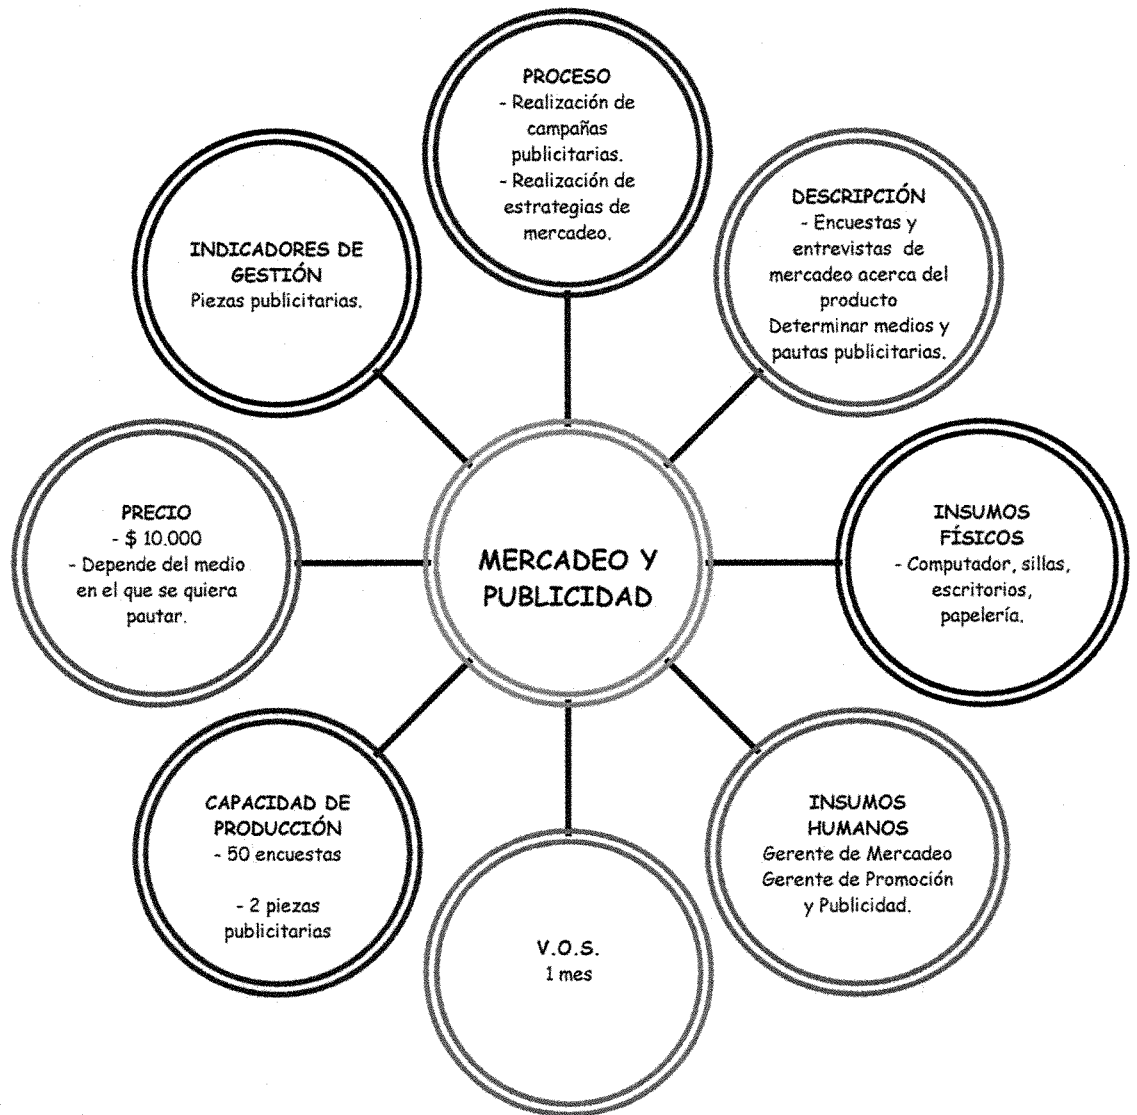 PROCESO
- Realización de
campañas
publicitarias.
- Realización de
estrategias de
mercadeo.
DESCRIPCIÓN
- Encuestas y
entrevistas de
mercadeo acerca del
producto
Determinar medios y
pautas publicitarias.
INSUMOS
FÍSICOS
- Computador, sillas,
escritorios,
papelería.
INSUMOS
HUMANOS
Gerente de Mercadeo
Gerente de Promoción
y Publicidad.
V.O.S.
1 mes
CAPACIDAD DE
PRODUCCIÓN
- 50 encuestas
- 2 piezas
publicitarias
PRECIO
- $ 10.000
- Depende del medio
en el que se quiera
pautar.
INDICADORES DE
GESTIÓN
Piezas publicitarias.
MERCADEO Y
PUBLICIDAD